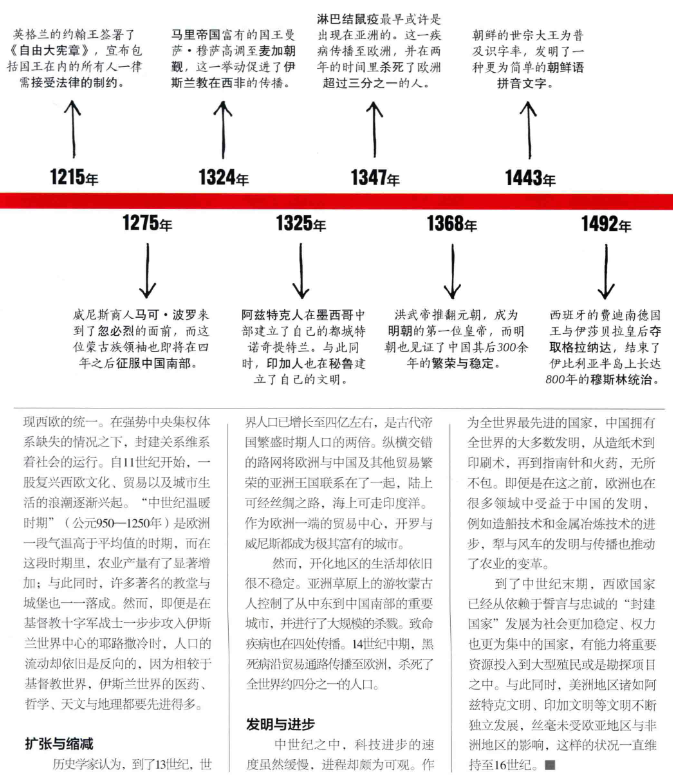 英格兰的约翰王签署了
《自由大宪章》，宣布包
括国王在内的所有人一律
需接受法律的制约。
1215年
马里帝国富有的国王曼
萨·穆萨高调至麦加朝
觐，这一举动促进了伊
斯兰教在西非的传播。
1324年
淋巴结鼠疫最早或许是
出现在亚洲的。这一疾
病传播至欧洲，并在两
年的时间里杀死了欧洲
超过三分之一的人。
1347年
朝鲜的世宗大王为普
及识字率，发明了一
种更为简单的朝鲜语
拼音文字。
1443年
1275年
威尼斯商人马可·波罗来
到了忽必烈的面前，而这
位蒙古族领袖也即将在四
年之后征服中国南部。
1325年
阿兹特克人在墨西哥中
部建立了自己的都城特
诺奇提特兰。与此同
时，印加人也在秘鲁建
立了自己的文明。
1368年
洪武帝推翻元朝，成为
明朝的第一位皇帝，而明
朝也见证了中国其后300余
年的繁荣与稳定。
1492年
西班牙的费迪南德国
王与伊莎贝拉皇后夺
取格拉纳达，结束了
伊比利亚半岛上长达
800年的穆斯林统治。
现西欧的统一。在强势中央集权体
系缺失的情况之下，封建关系维系
着社会的运行。自11世纪开始，一
股复兴西欧文化、贸易以及城市生
活的浪潮逐渐兴起。“中世纪温暖
时期”（公元950—1250年）是欧洲
一段气温高于平均值的时期，而在
这段时期里，农业产量有了显著增
加；与此同时，许多著名的教堂与
城堡也一一落成。然而，即便是在
基督教十字军战士一步步攻入伊斯
兰世界中心的耶路撒冷时，人口的
流动却依旧是反向的，因为相较于
基督教世界，伊斯兰世界的医药、
哲学、天文与地理都要先进得多。
扩张与缩减
历史学家认为，到了13世纪，世
界人口已增长至四亿左右，是古代帝
国繁盛时期人口的两倍。纵横交错
的路网将欧洲与中国及其他贸易繁
荣的亚洲王国联系在了一起，陆上
可经丝绸之路，海上可走印度洋。
作为欧洲一端的贸易中心，开罗与
威尼斯都成为极其富有的城市。
然而，开化地区的生活却依旧
很不稳定。亚洲草原上的游牧蒙古
人控制了从中东到中国南部的重要
城市，并进行了大规模的杀戮。致命
疾病也在四处传播。14世纪中期，黑
死病沿贸易通路传播至欧洲，杀死了
全世界约四分之一的人口。
发明与进步
中世纪之中，科技进步的速
度虽然缓慢，进程却颇为可观。作
为全世界最先进的国家，中国拥有
全世界的大多数发明，从造纸术到
印刷术，再到指南针和火药，无所
不包。即便是在这之前，欧洲也在
很多领域中受益于中国的发明，
例如造船技术和金属冶炼技术的进
步，犁与风车的发明与传播也推动
了农业的变革。
到了中世纪末期，西欧国家
已经从依赖于誓言与忠诚的“封建
国家”发展为社会更加稳定、权力
也更为集中的国家，有能力将重要
资源投入到大型殖民或是勘探项目
之中。与此同时，美洲地区诸如阿
兹特克文明、印加文明等文明不断
独立发展，丝毫未受欧亚地区与非
洲地区的影响，这样的状况一直维
持至16世纪。■